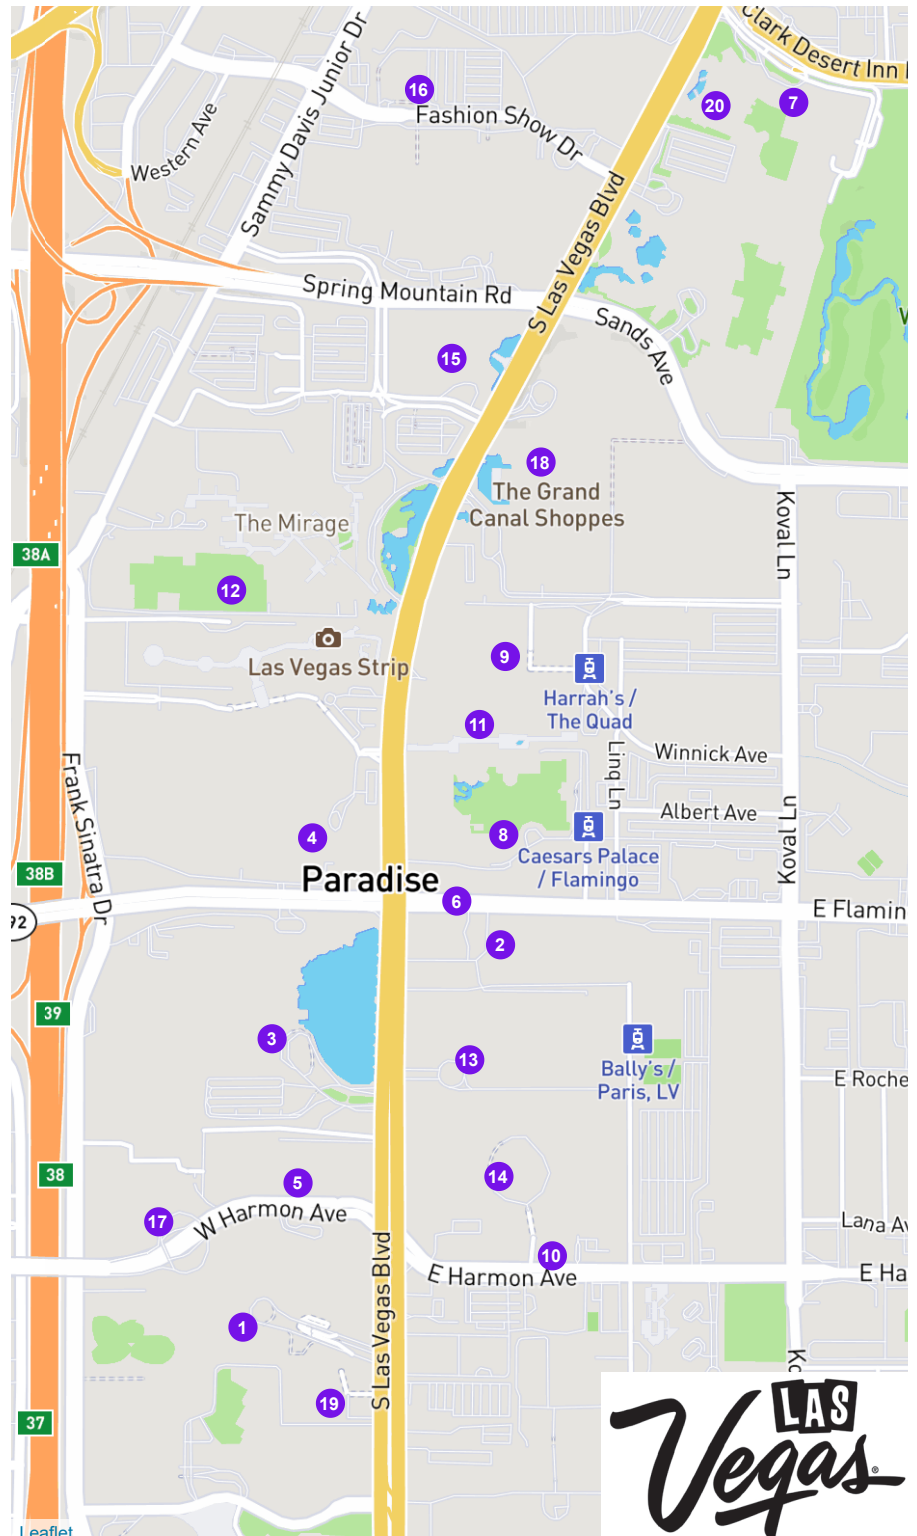 Clark Desert Inn
16
Fashion Show Dr
20
7
Western Ave
Sammy Davis Junior Dr
S Las Vegas Blvd
Spring Mountain Rd
Sands Ave
15
18
The Grand
Canal Shoppes
The Mirage
Koval Ln
38A
12
Las Vegas Strip
9
Harrah's /
The Quad
11
Linq Ln
Winnick Ave
Frank Sinatra Dr
Albert Ave
Koval Ln
4
8
Caesars Palace
/ Flamingo
38B
Paradise
6
E Flamin
92
2
39
3
13
Bally's /
Paris, LV
E Roche
38
5
14
17
W Harmon Ave
Lana Av
10
E Harmon Ave
E Ha
S Las Vegas Blvd
1
Ko
19
37
LAS
Vegas
®
Leaflet